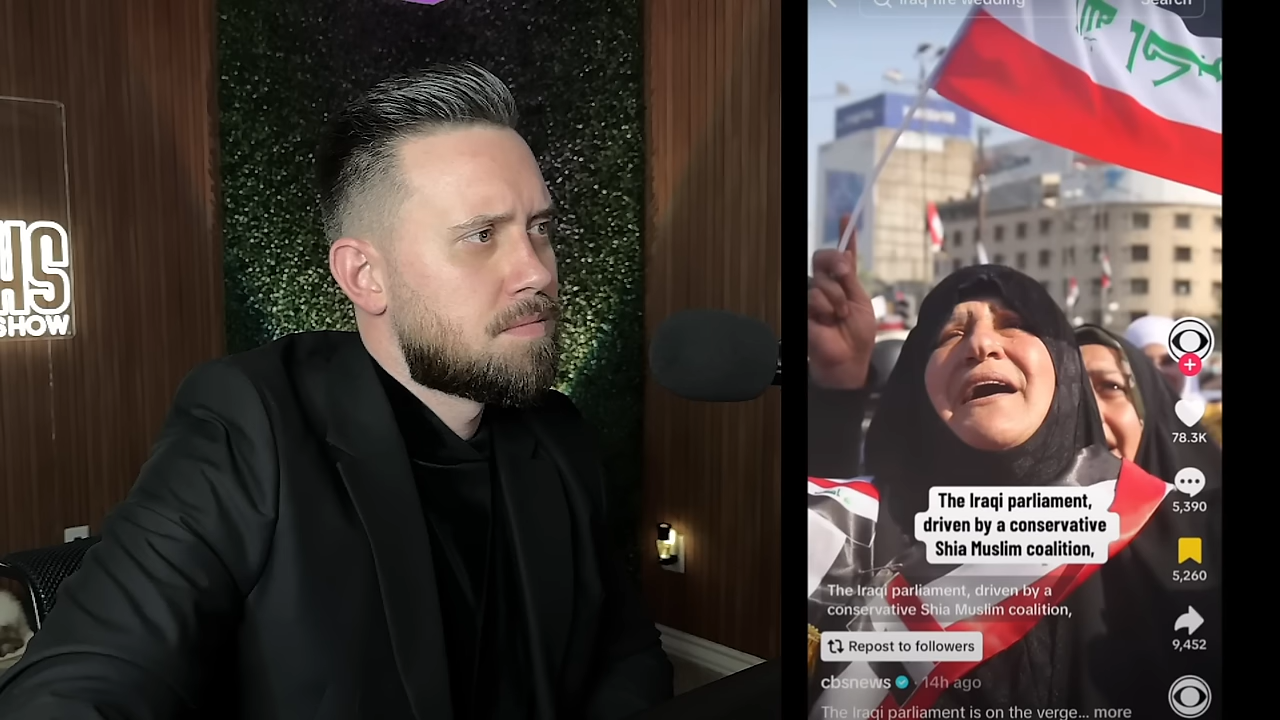 iraq fire wedding
Search
SHOW
The Iraqi parliament,
driven by a conservative
Shia Muslim coalition,
78.3K
5,390
5,260
9,452
The Iraqi parliament, driven by a
conservative Shia Muslim coalition,
Repost to followers
cbsnews · 14h ago
The Iraqi parliament is on the verge... more